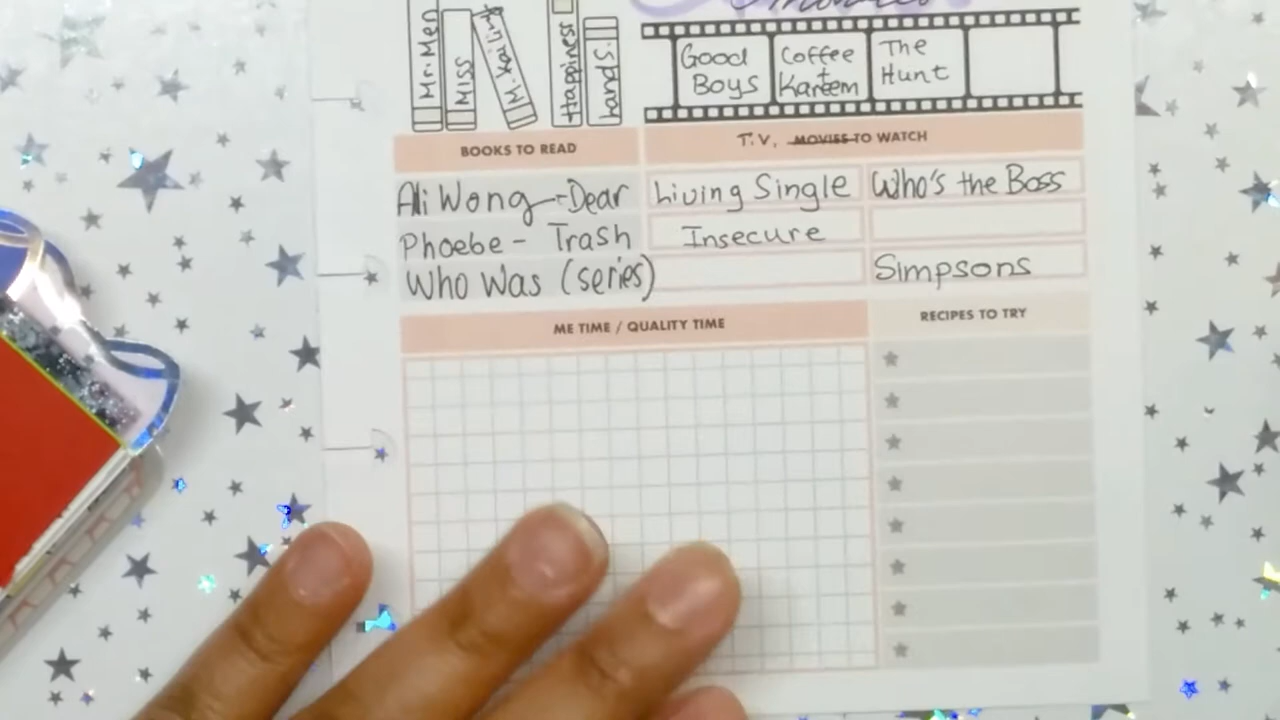 Mr. Men
Miss
W. Kailing
Happiness
hands.
Good
Boys
Coffee
+
Kareem
The
Hunt
BOOKS TO READ
T.V. MOVIES TO WATCH
Ali Wong - Dear
Living Single
Who's the Boss
Phoebe - Trash
Insecure
Who Was (series)
Simpsons
ME TIME / QUALITY TIME
RECIPES TO TRY